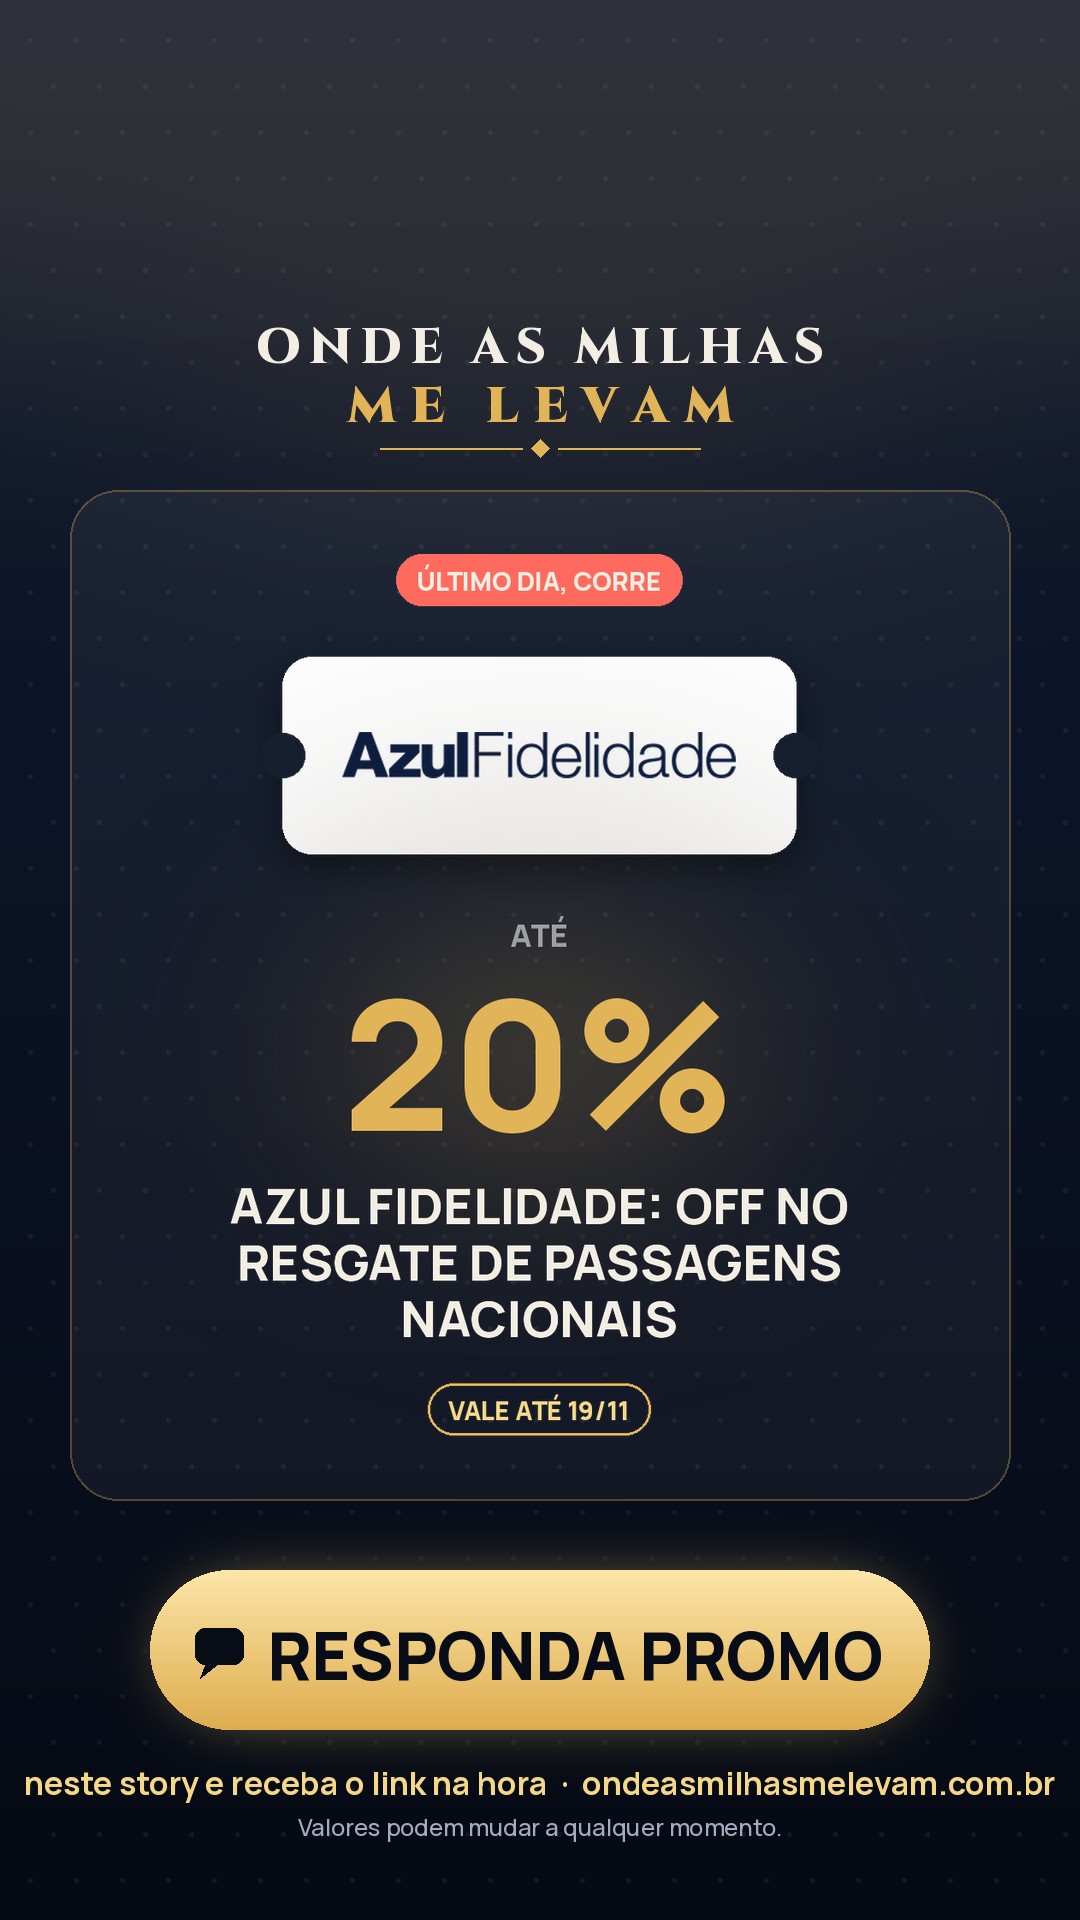 ONDE AS MILHAS
ME LEVAM
ÚLTIMO DIA, CORRE
AzulFidelidade
ATÉ
20%
AZUL FIDELIDADE: OFF NO
RESGATE DE PASSAGENS
NACIONAIS
VALE ATÉ 19/11
RESPONDA PROMO
neste story e receba o link na hora · ondeasmilhasmelevam.com.br
Valores podem mudar a qualquer momento.